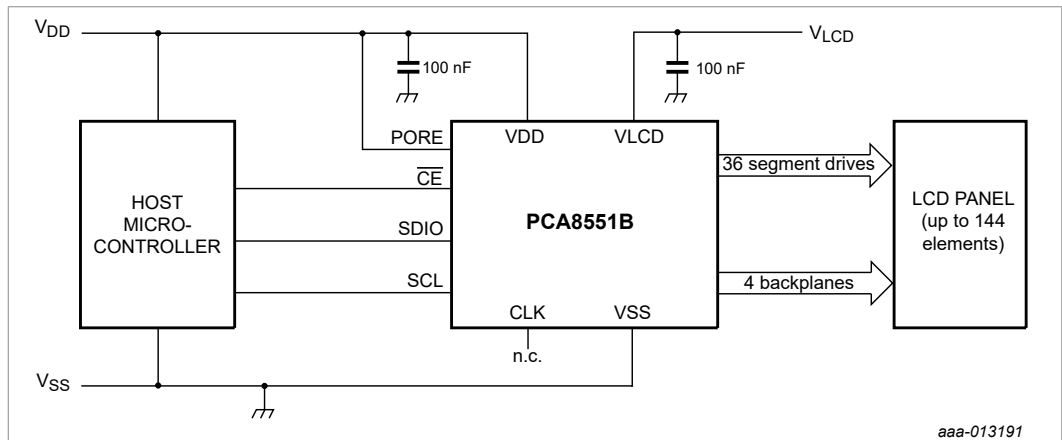 VDD
VLCD
100 nF
100 nF
PORE
VDD
VLCD
CE
36 segment drives
HOST
MICRO-
CONTROLLER
SDIO
PCA8551B
LCD PANEL
(up to 144
elements)
SCL
4 backplanes
CLK
VSS
n.c.
VSS
aaa-013191